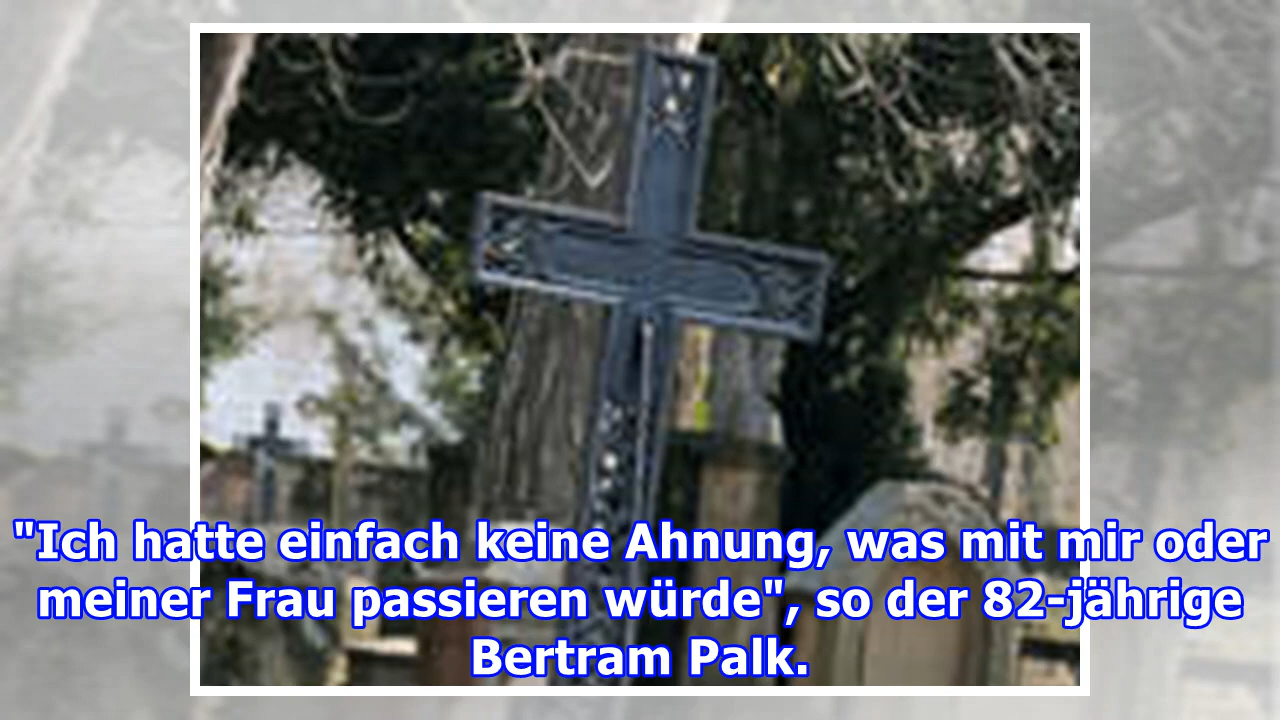 "Ich hatte einfach keine Ahnung, was mit mir oder
meiner Frau passieren würde", so der 82-jährige
Bertram Palk.